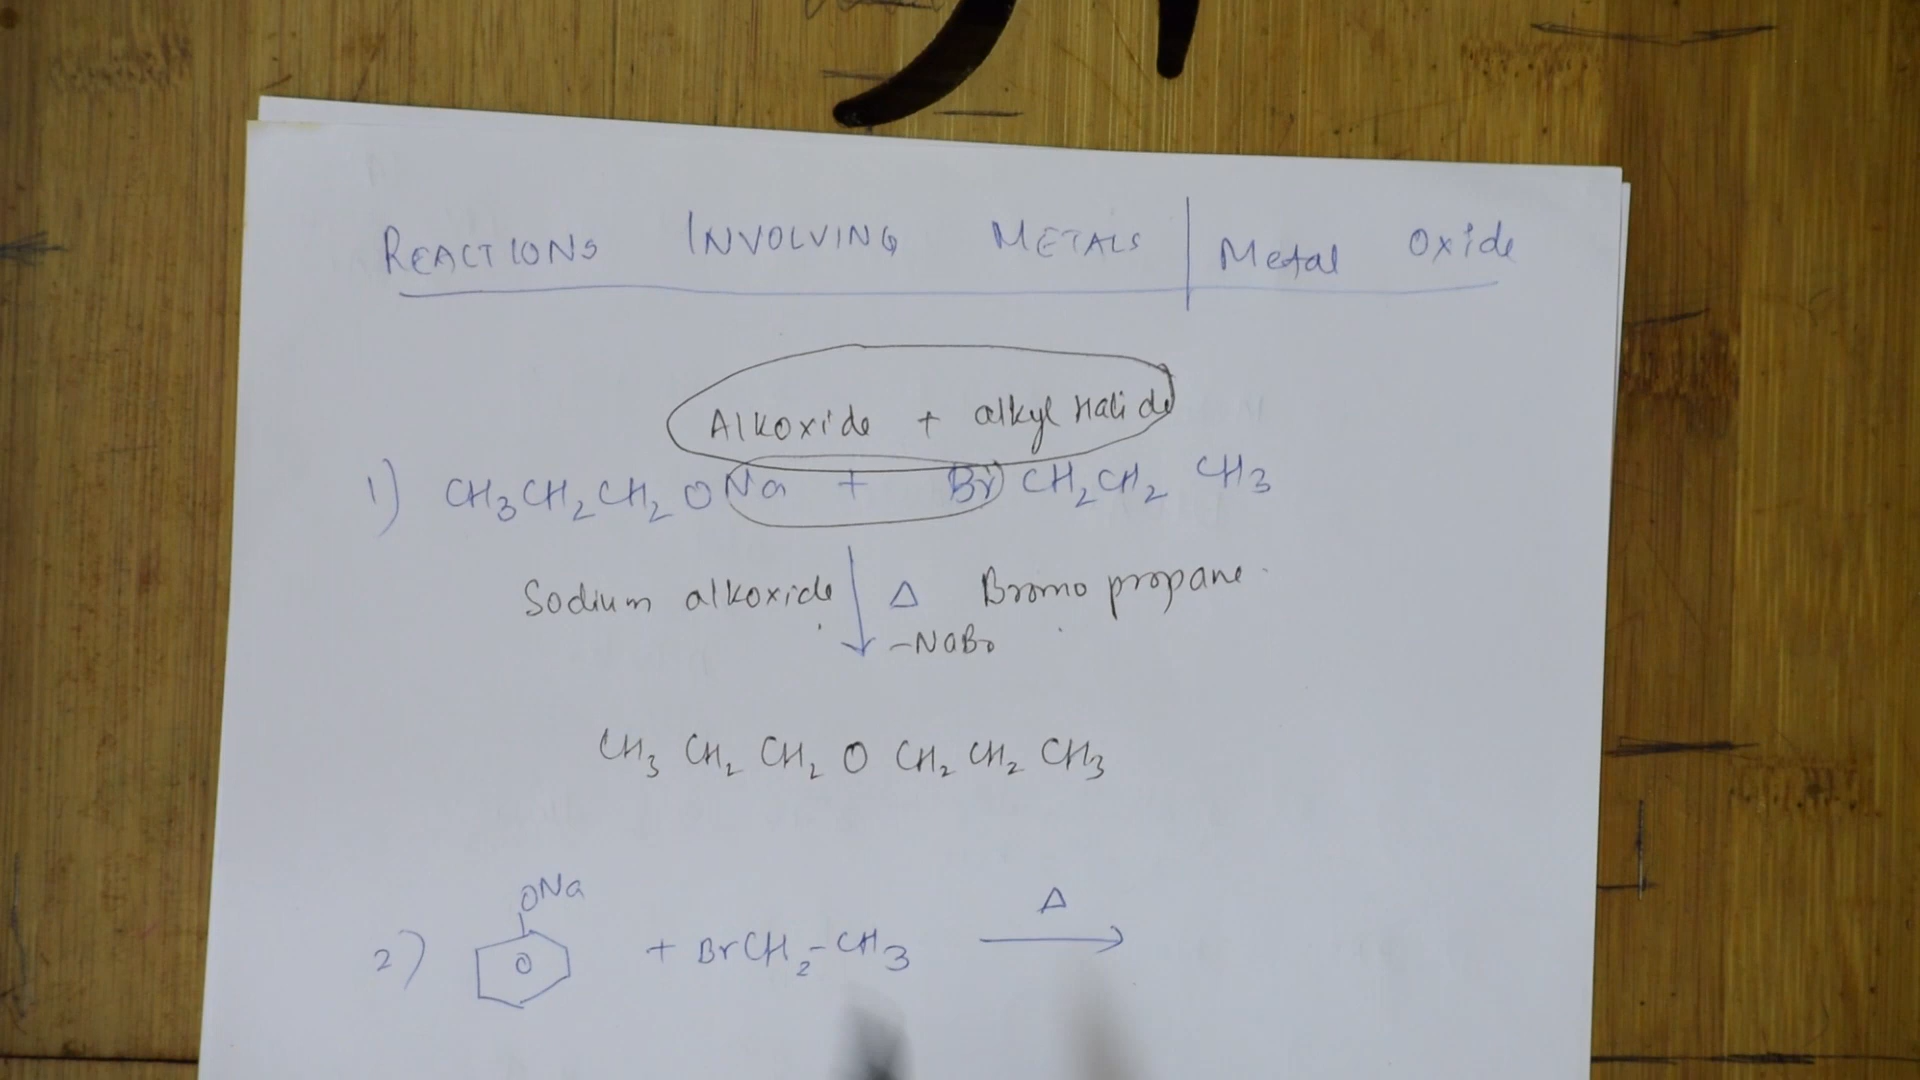 REACTIONS INVOLVING METALS | Metal Oxide
Alkoxide + alkyl Halide
1) CH₃CH₂CH₂ONa + BrCH₂CH₂CH₃
Sodium alkoxide Δ Bromo propane
-NaBr
CH₃ CH₂ CH₂ O CH₂ CH₂ CH₃
ONa
2) + BrCH₂-CH₃ Δ →